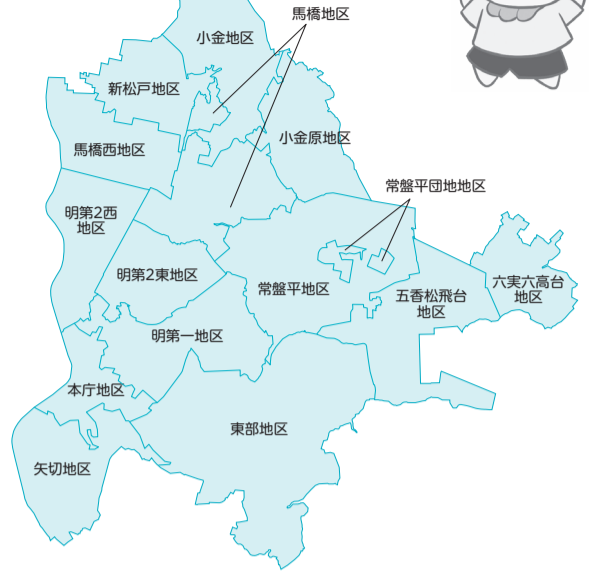 馬橋地区
小金地区
新松戸地区
小金原地区
馬橋西地区
常盤平団地地区
明第2西
地区
明第2東地区
常盤平地区
五香松飛台
地区
六実六高台
地区
明第一地区
本庁地区
東部地区
矢切地区